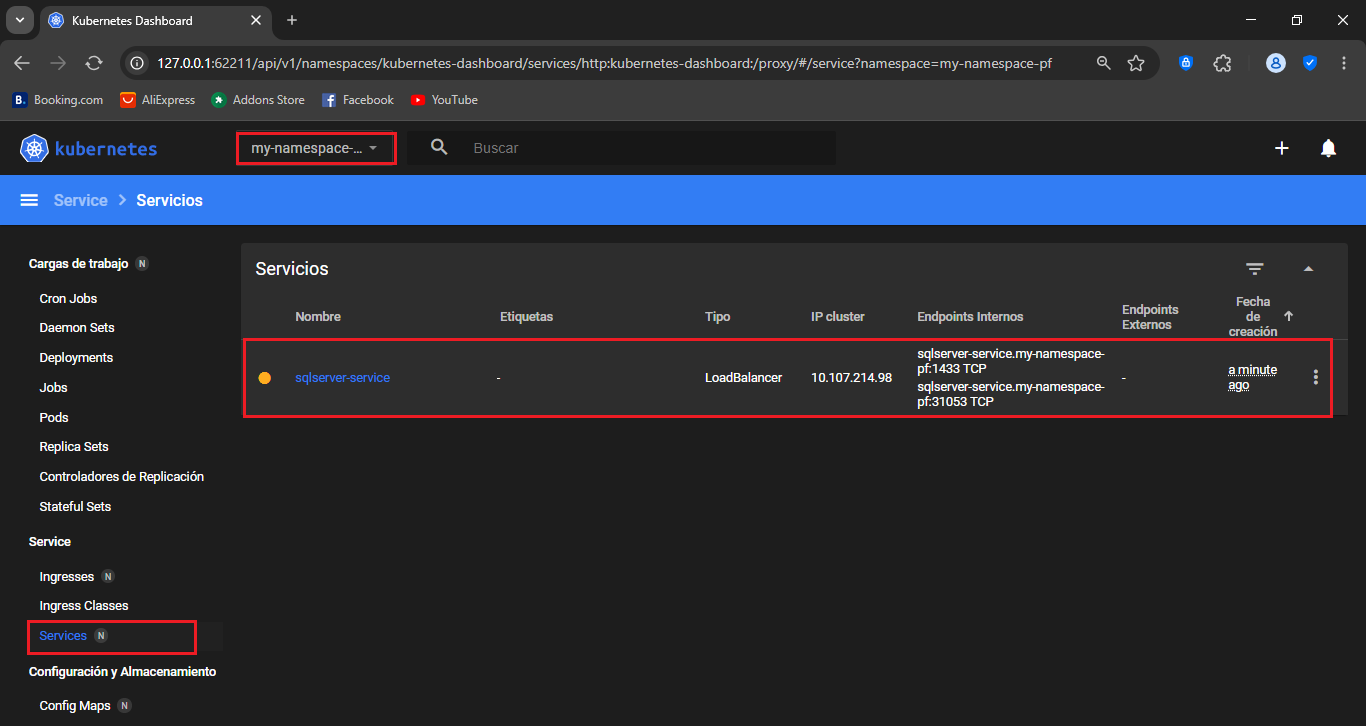 Kubernetes Dashboard
127.0.0.1:62211/api/v1/namespaces/kubernetes-dashboard/services/http:kubernetes-dashboard:/proxy/#/service?namespace=my-namespace-pf
B. Booking.com AliExpress Addons Store Facebook YouTube
kubernetes my-namespace-... Buscar
Service > Servicios
Cargas de trabajo N
Cron Jobs
Daemon Sets
Deployments
Jobs
Pods
Replica Sets
Controladores de Replicación
Stateful Sets
Service
Ingresses N
Ingress Classes
Services N
Configuración y Almacenamiento
Config Maps N
Servicios
Nombre Etiquetas Tipo IP cluster Endpoints Internos Endpoints Externos Fecha de creación
sqlserver-service - LoadBalancer 10.107.214.98
sqlserver-service.my-namespace-
pf:1433 TCP
sqlserver-service.my-namespace-
pf:31053 TCP
-
a minute
ago